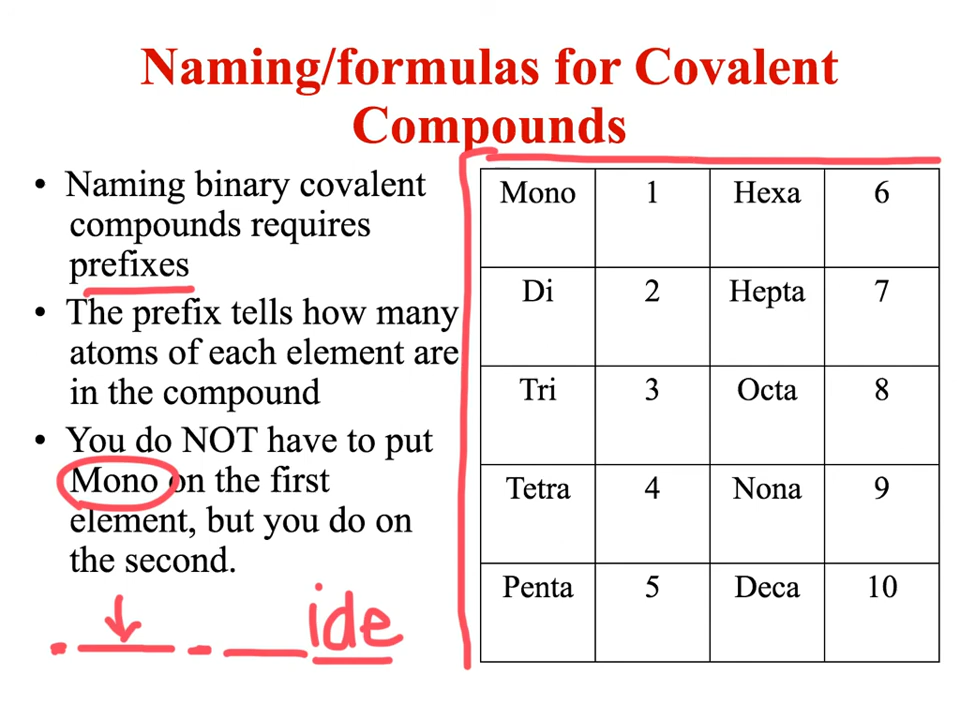 Naming/formulas for Covalent
Compounds
• Naming binary covalent
compounds requires
prefixes
• The prefix tells how many
atoms of each element are
in the compound
• You do NOT have to put
Mono on the first
element, but you do on
the second.
ide
Mono 1 Hexa 6
Di 2 Hepta 7
Tri 3 Octa 8
Tetra 4 Nona 9
Penta 5 Deca 10